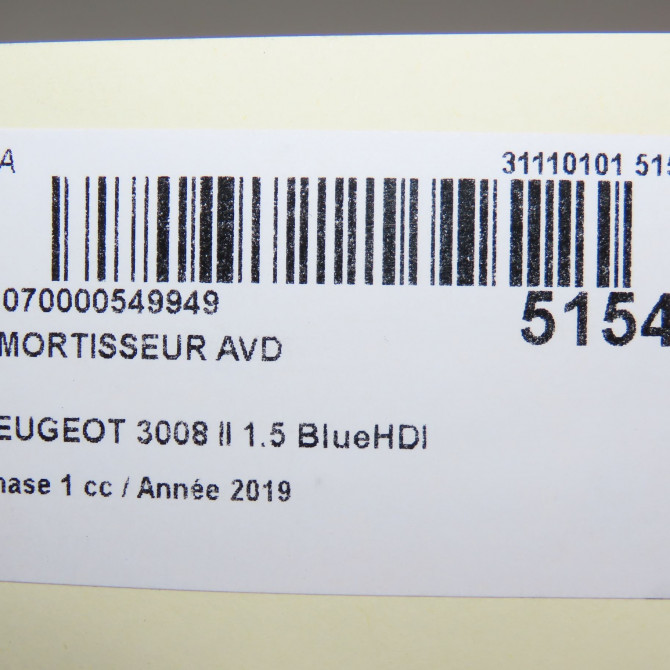 A 31110101 515
070000549949 5154
MORTISSEUR AVD
EUGEOT 3008 II 1.5 BlueHDI
hase 1 cc / Année 2019